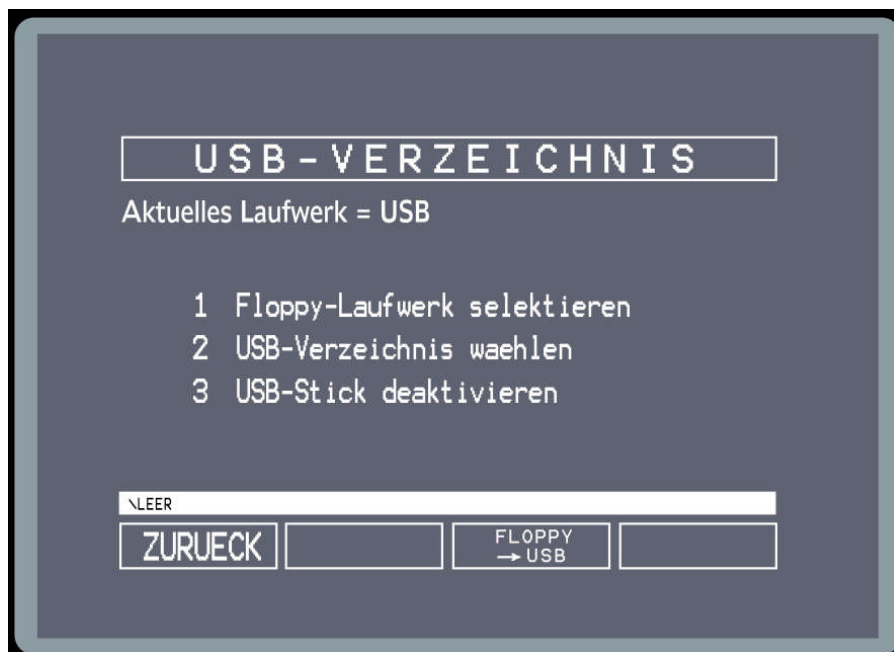 USB-VERZEICHNIS
Aktuelles Laufwerk = USB
1 Floppy-Laufwerk selektieren
2 USB-Verzeichnis waehlen
3 USB-Stick deaktivieren
\LEER
ZURUECK
FLOPPY
→USB